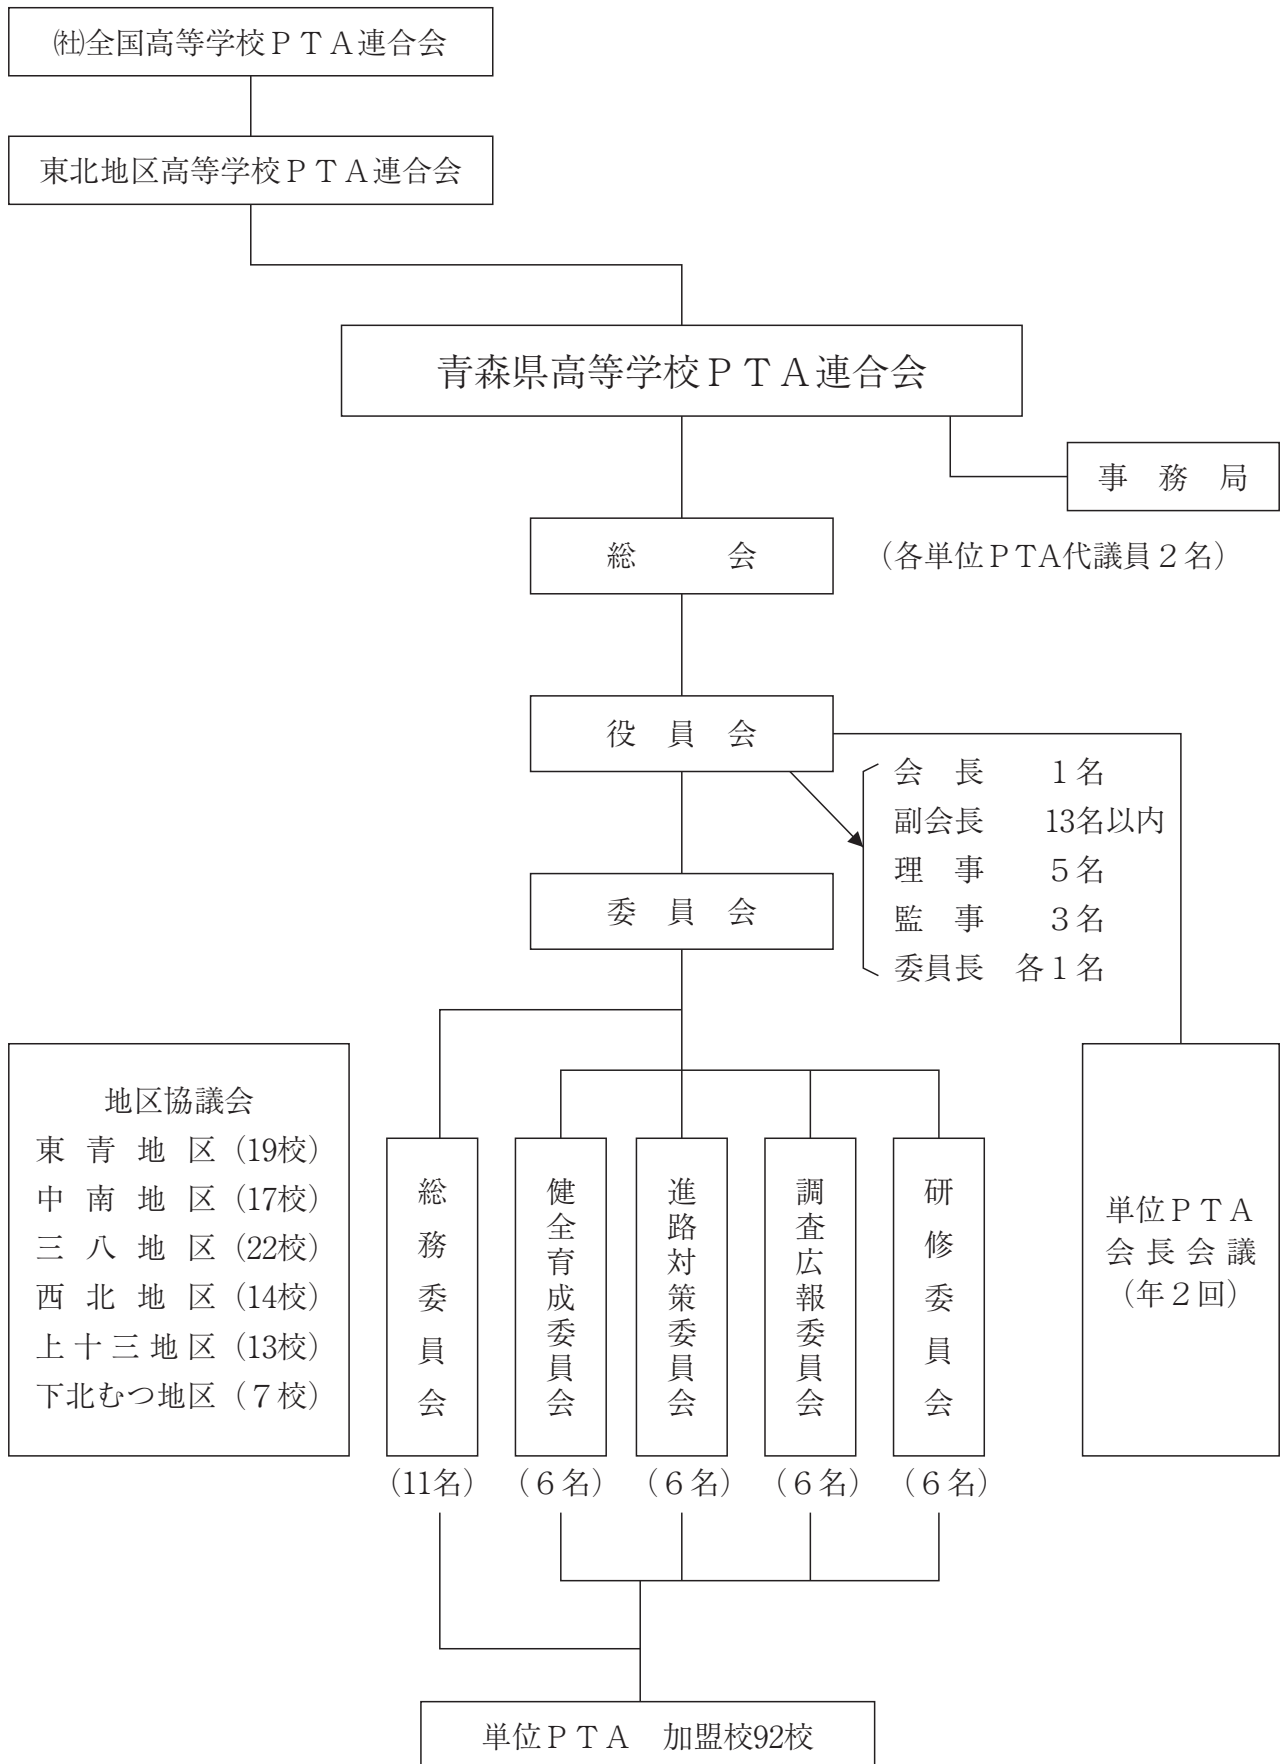 ㈳全国高等学校ＰＴＡ連合会
東北地区高等学校ＰＴＡ連合会
青森県高等学校ＰＴＡ連合会
事務局
総会
（各単位ＰＴＡ代議員２名）
役員会
会長　１名
副会長　13名以内
理事　５名
監事　３名
委員長　各１名
委員会
地区協議会
東青地区（19校）
中南地区（17校）
三八地区（22校）
西北地区（14校）
上十三地区（13校）
下北むつ地区（７校）
総務委員会
（11名）
健全育成委員会
（６名）
進路対策委員会
（６名）
調査広報委員会
（６名）
研修委員会
（６名）
単位ＰＴＡ
会長会議
（年２回）
単位ＰＴＡ　加盟校92校